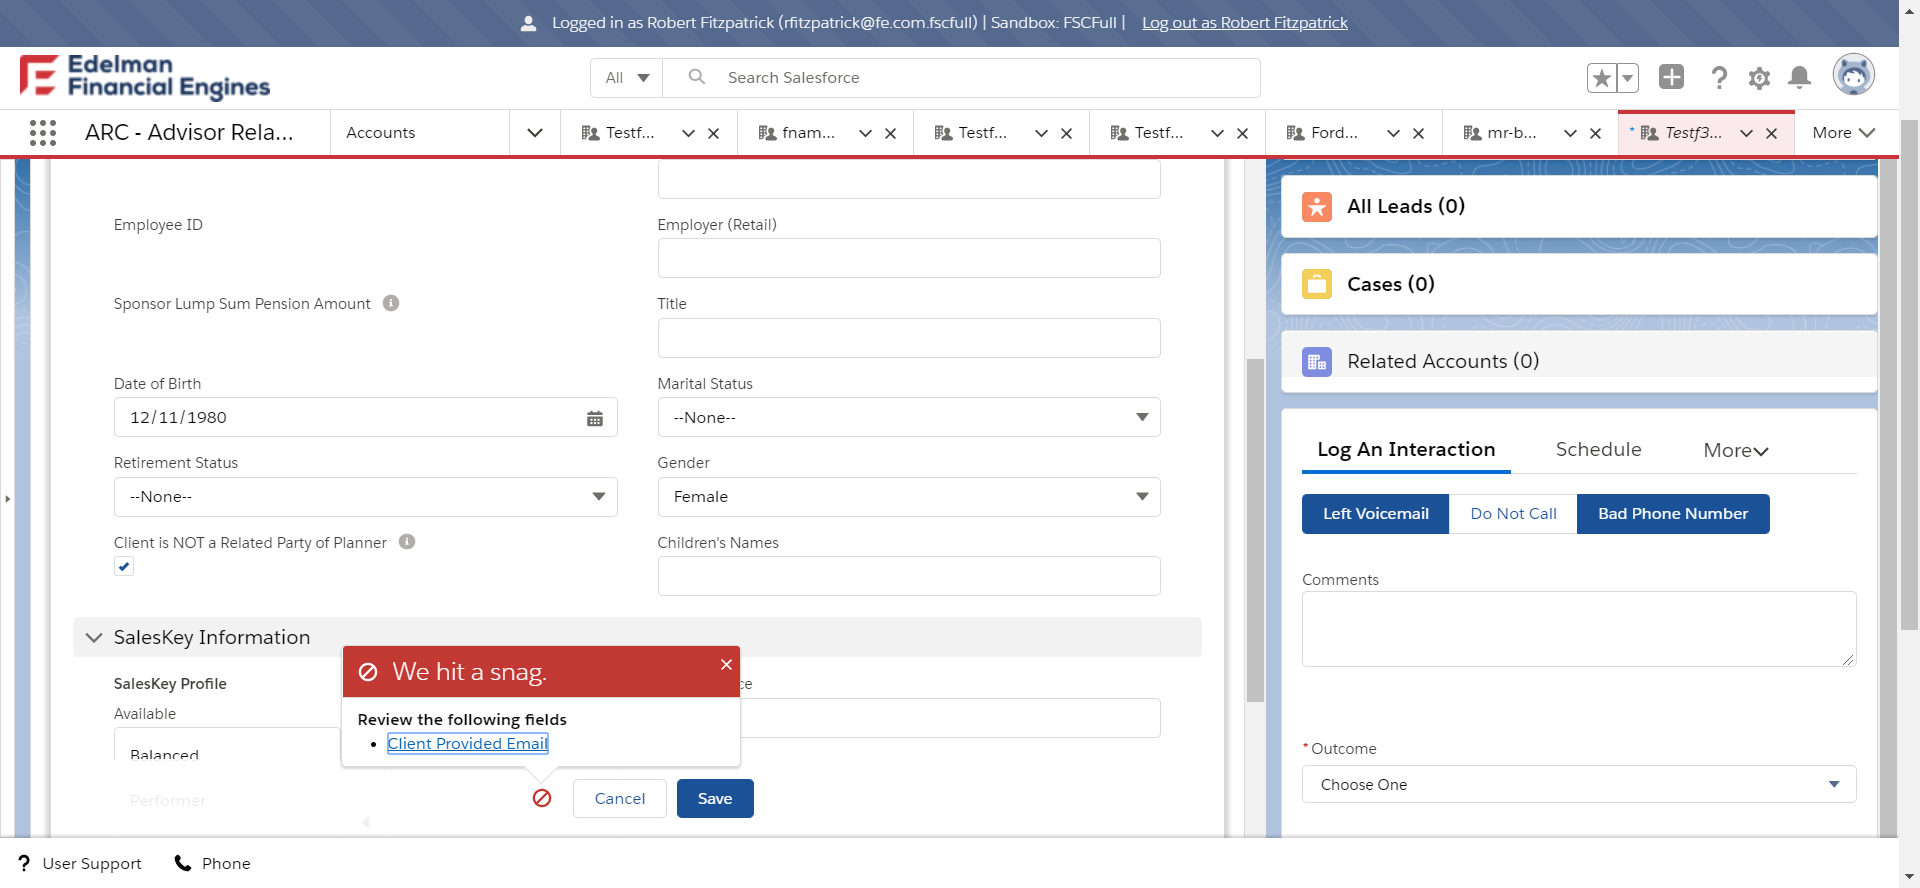 Logged in as Robert Fitzpatrick (rfitzpatrick@fe.com.fscfull) | Sandbox: FSCFull | Log out as Robert Fitzpatrick
Edelman
Financial Engines
All
Search Salesforce
ARC - Advisor Rela...
Accounts
Testf...
fnam...
Testf...
Testf...
Ford...
mr-b...
* Testf3...
More
Employee ID
Employer (Retail)
Sponsor Lump Sum Pension Amount
Title
Date of Birth
12/11/1980
Marital Status
--None--
Retirement Status
--None--
Gender
Female
Client is NOT a Related Party of Planner
Children's Names
SalesKey Information
SalesKey Profile
Available
Balanced
Performer
We hit a snag.
Review the following fields
• Client Provided Email
Cancel
Save
All Leads (0)
Cases (0)
Related Accounts (0)
Log An Interaction
Schedule
More
Left Voicemail
Do Not Call
Bad Phone Number
Comments
*Outcome
Choose One
? User Support
Phone